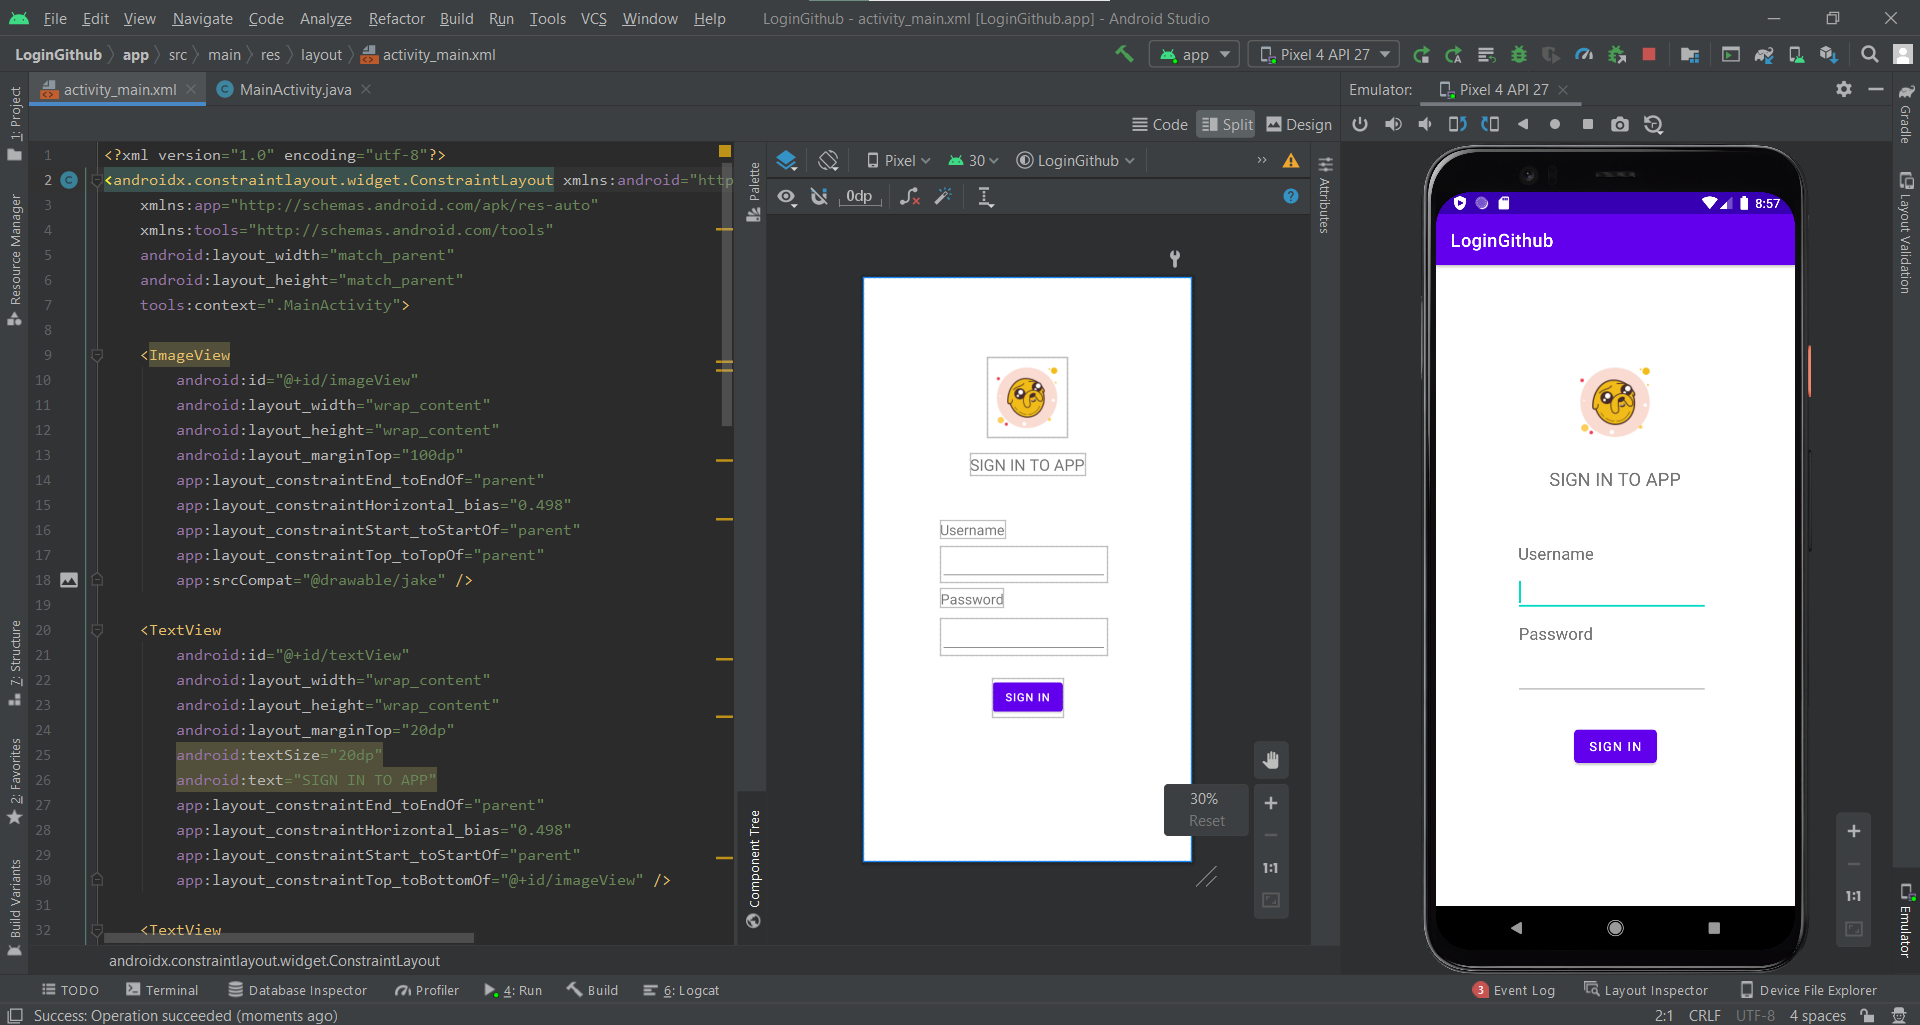 File Edit View Navigate Code Analyze Refactor Build Run Tools VCS Window Help LoginGithub - activity_main.xml [LoginGithub.app] - Android Studio
LoginGithub app src main res layout activity_main.xml app Pixel 4 API 27
activity_main.xml MainActivity.java
Emulator: Pixel 4 API 27
Code Split Design
1: Project
Resource Manager
7: Structure
2: Favorites
Build Variants
1 <?xml version="1.0" encoding="utf-8"?>
2 <androidx.constraintlayout.widget.ConstraintLayout xmlns:android="http
3 xmlns:app="http://schemas.android.com/apk/res-auto"
4 xmlns:tools="http://schemas.android.com/tools"
5 android:layout_width="match_parent"
6 android:layout_height="match_parent"
7 tools:context=".MainActivity">
8
9 <ImageView
10 android:id="@+id/imageView"
11 android:layout_width="wrap_content"
12 android:layout_height="wrap_content"
13 android:layout_marginTop="100dp"
14 app:layout_constraintEnd_toEndOf="parent"
15 app:layout_constraintHorizontal_bias="0.498"
16 app:layout_constraintStart_toStartOf="parent"
17 app:layout_constraintTop_toTopOf="parent"
18 app:srcCompat="@drawable/jake" />
19
20 <TextView
21 android:id="@+id/textView"
22 android:layout_width="wrap_content"
23 android:layout_height="wrap_content"
24 android:layout_marginTop="20dp"
25 android:textSize="20dp"
26 android:text="SIGN IN TO APP"
27 app:layout_constraintEnd_toEndOf="parent"
28 app:layout_constraintHorizontal_bias="0.498"
29 app:layout_constraintStart_toStartOf="parent"
30 app:layout_constraintTop_toBottomOf="@+id/imageView" />
31
32 <TextView
androidx.constraintlayout.widget.ConstraintLayout
Palette
Component Tree
Pixel 30 LoginGithub
0dp
SIGN IN TO APP
Username
Password
SIGN IN
30%
Reset
1:1
Attributes
8:57
LoginGithub
SIGN IN TO APP
Username
Password
SIGN IN
1:1
Gradle
Layout Validation
Emulator
TODO Terminal Database Inspector Profiler 4: Run Build 6: Logcat 3 Event Log Layout Inspector Device File Explorer
Success: Operation succeeded (moments ago) 2:1 CRLF UTF-8 4 spaces